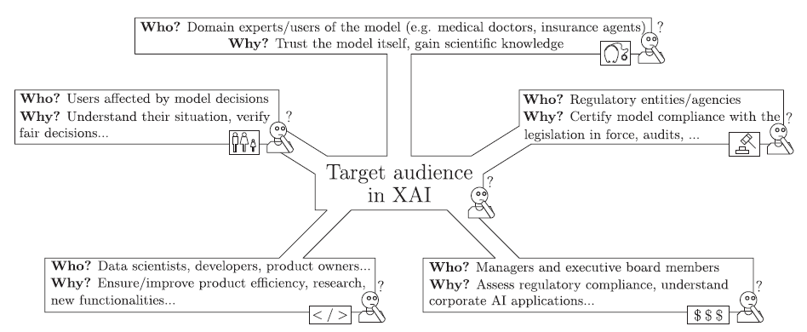 Who? Domain experts/users of the model (e.g. medical doctors, insurance agents)
Why? Trust the model itself, gain scientific knowledge
?
Who? Users affected by model decisions
Why? Understand their situation, verify
fair decisions...
?
Who? Regulatory entities/agencies
Why? Certify model compliance with the
legislation in force, audits, ...
?
Target audience
in XAI
?
Who? Data scientists, developers, product owners...
Why? Ensure/improve product efficiency, research,
new functionalities...
</>
?
Who? Managers and executive board members
Why? Assess regulatory compliance, understand
corporate AI applications...
$$$
?